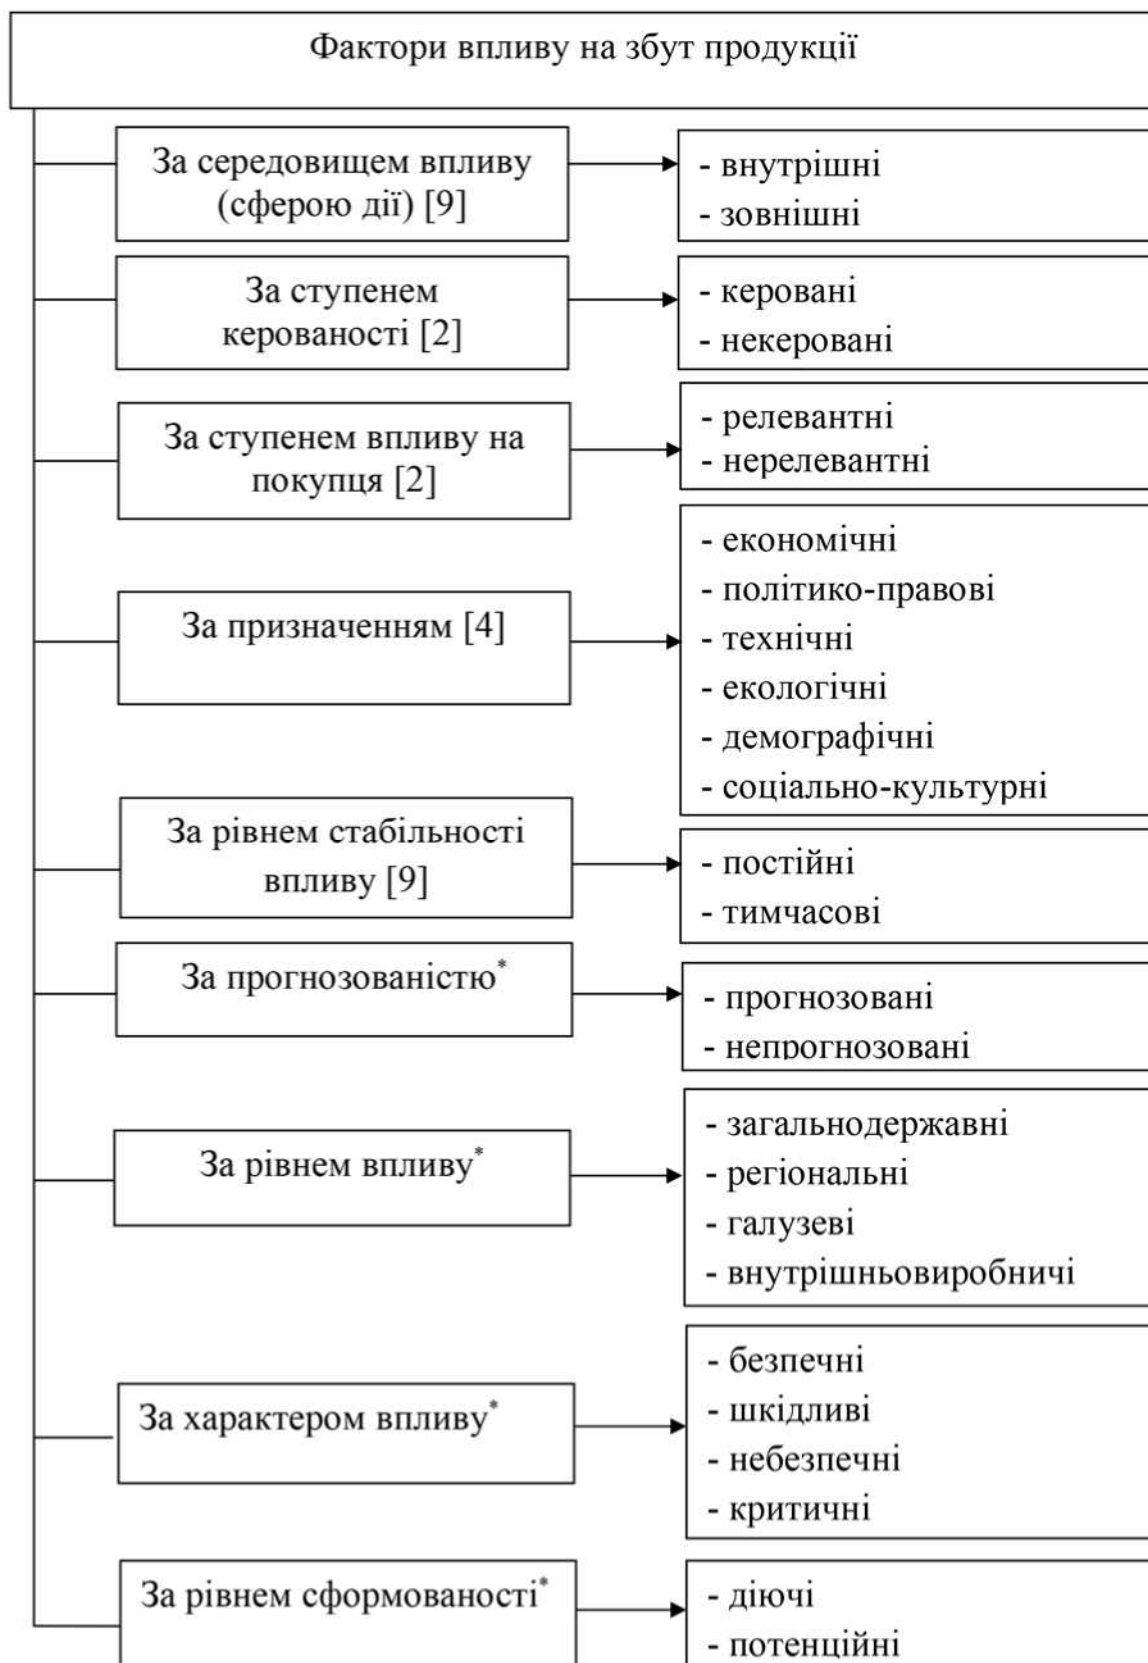 Фактори впливу на збут продукції
За середовищем впливу
(сферою дії) [9]
- внутрішні
- зовнішні
За ступенем
керованості [2]
- керовані
- некеровані
За ступенем впливу на
покупця [2]
- релевантні
- нерелевантні
За призначенням [4]
- економічні
- політико-правові
- технічні
- екологічні
- демографічні
- соціально-культурні
За рівнем стабільності
впливу [9]
- постійні
- тимчасові
За прогнозованістю*
- прогнозовані
- непрогнозовані
За рівнем впливу*
- загальнодержавні
- регіональні
- галузеві
- внутрішньовиробничі
За характером впливу*
- безпечні
- шкідливі
- небезпечні
- критичні
За рівнем сформованості*
- діючі
- потенційні